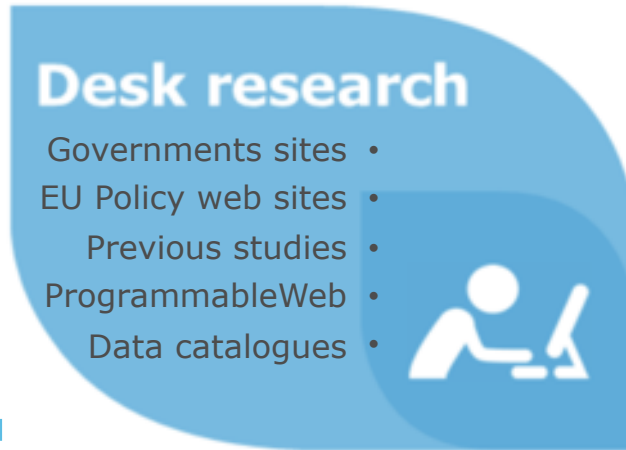 Desk research
Governments sites •
EU Policy web sites •
Previous studies •
ProgrammableWeb •
Data catalogues •